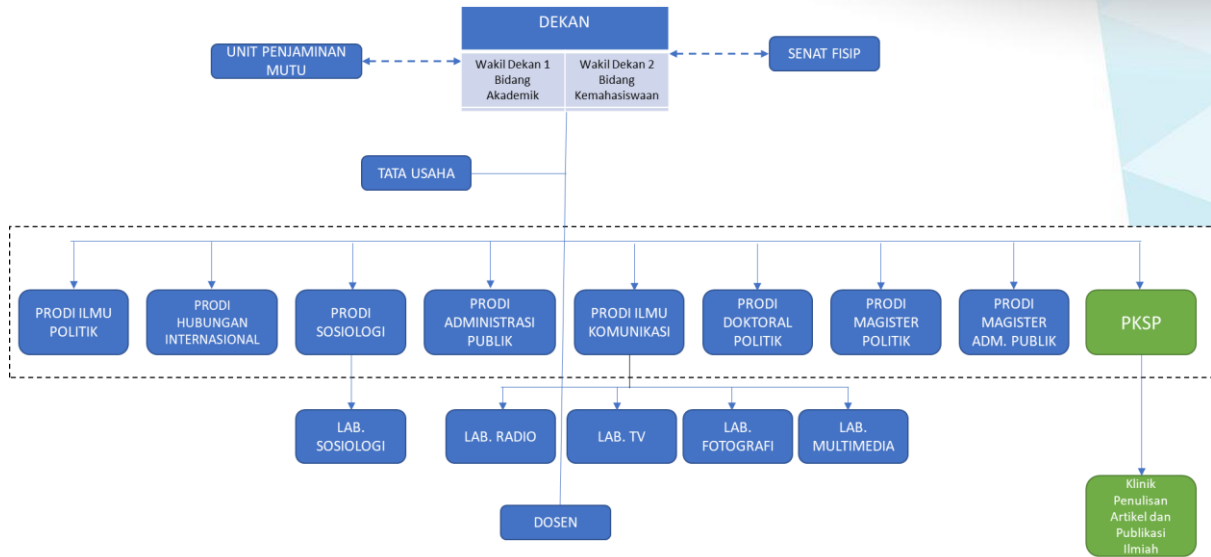 DEKAN
UNIT PENJAMINAN
MUTU
Wakil Dekan 1
Bidang
Akademik
Wakil Dekan 2
Bidang
Kemahasiswaan
SENAT FISIP
TATA USAHA
PRODI ILMU
POLITIK
PRODI
HUBUNGAN
INTERNASIONAL
PRODI
SOSIOLOGI
PRODI
ADMINISTRASI
PUBLIK
PRODI ILMU
KOMUNIKASI
PRODI
DOKTORAL
POLITIK
PRODI
MAGISTER
POLITIK
PRODI
MAGISTER
ADM. PUBLIK
PKSP
LAB.
SOSIOLOGI
LAB. RADIO
LAB. TV
LAB.
FOTOGRAFI
LAB.
MULTIMEDIA
DOSEN
Klinik
Penulisan
Artikel dan
Publikasi
Ilmiah